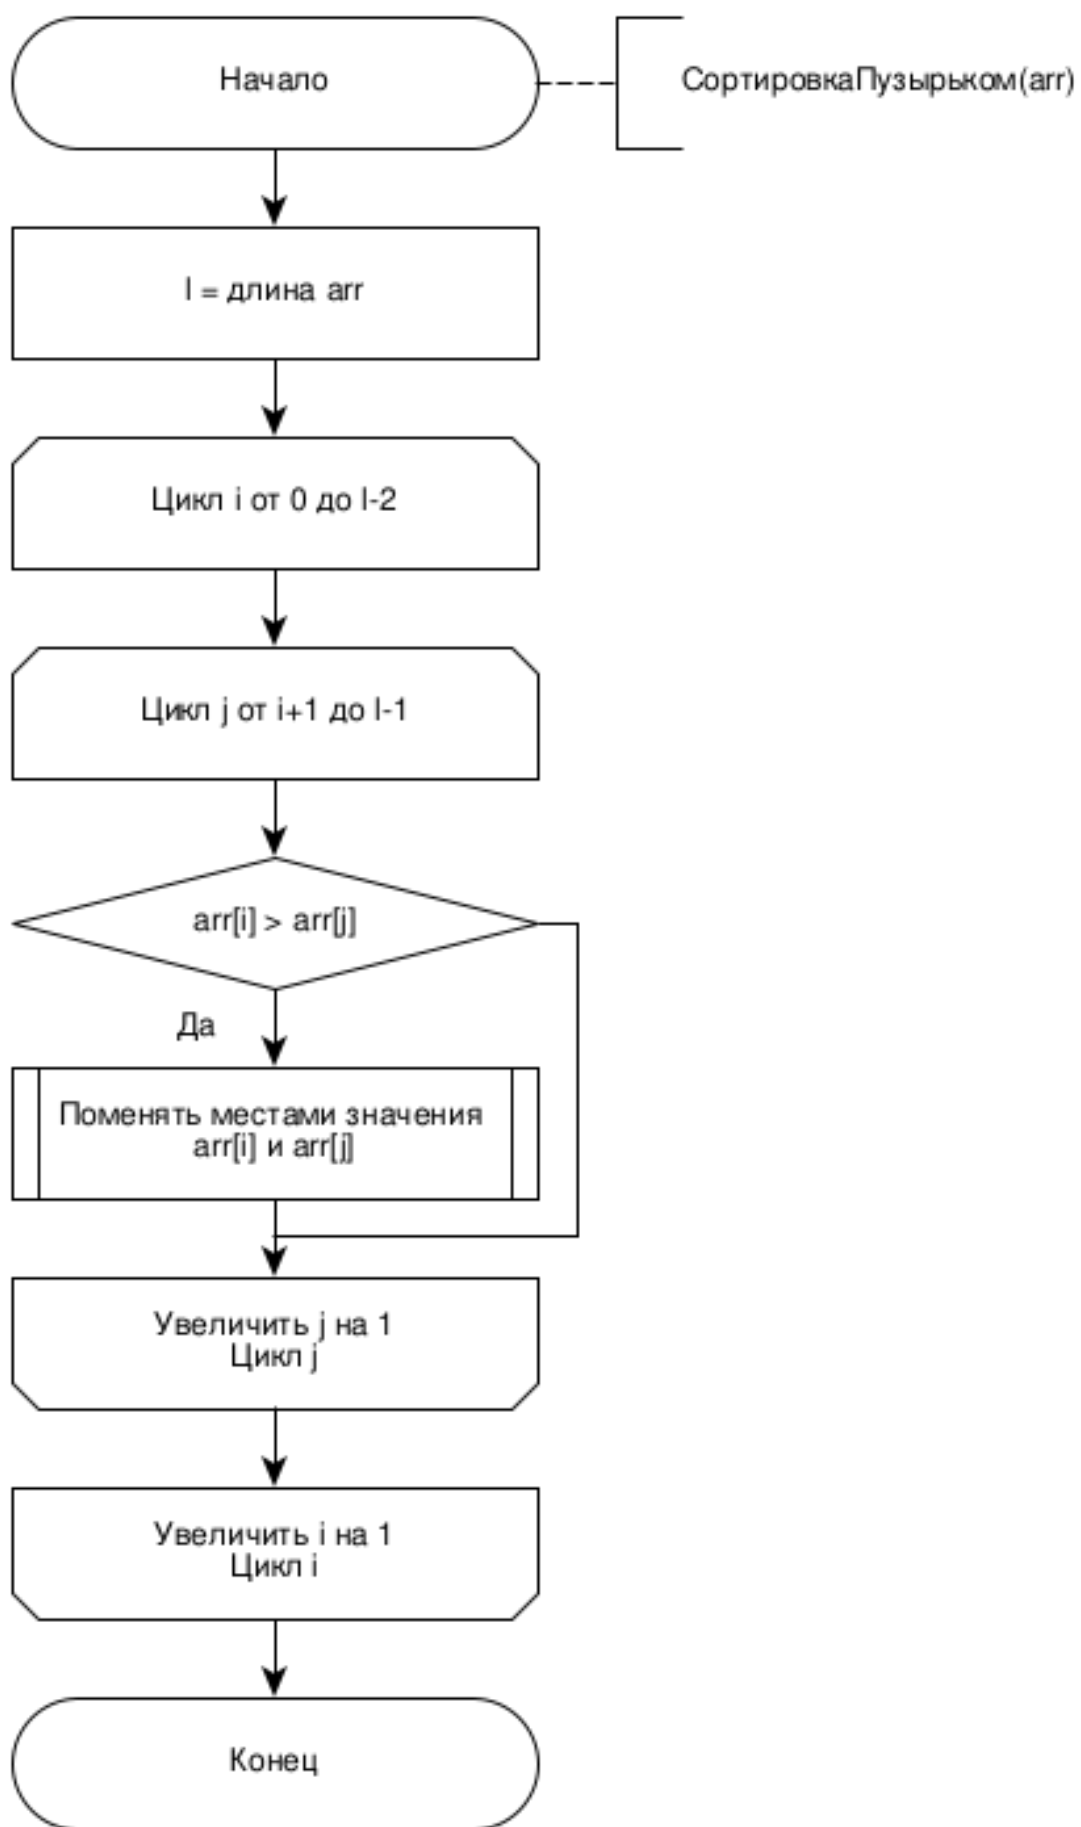 Начало
СортировкаПузырьком(arr)
l = длина arr
Цикл i от 0 до l-2
Цикл j от i+1 до l-1
arr[i] > arr[j]
Да
Поменять местами значения
arr[i] и arr[j]
Увеличить j на 1
Цикл j
Увеличить i на 1
Цикл i
Конец